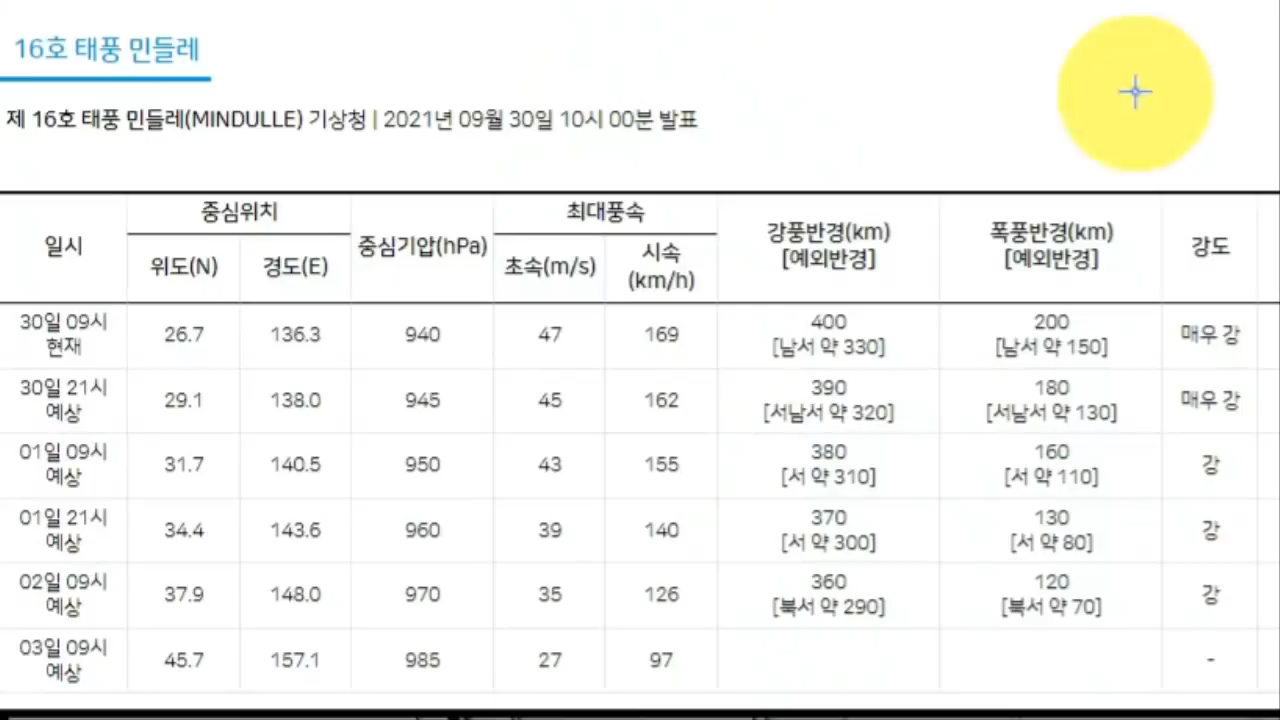 16호 태풍 민들레
제 16호 태풍 민들레(MINDULLE) 기상청 | 2021년 09월 30일 10시 00분 발표
일시 중심위치 중심기압(hPa) 최대풍속 강풍반경(km) [예외반경] 폭풍반경(km) [예외반경] 강도
위도(N) 경도(E) 초속(m/s) 시속 (km/h)
30일 09시 현재 26.7 136.3 940 47 169 400 [남서 약 330] 200 [남서 약 150] 매우 강
30일 21시 예상 29.1 138.0 945 45 162 390 [서남서 약 320] 180 [서남서 약 130] 매우 강
01일 09시 예상 31.7 140.5 950 43 155 380 [서 약 310] 160 [서 약 110] 강
01일 21시 예상 34.4 143.6 960 39 140 370 [서 약 300] 130 [서 약 80] 강
02일 09시 예상 37.9 148.0 970 35 126 360 [북서 약 290] 120 [북서 약 70] 강
03일 09시 예상 45.7 157.1 985 27 97 -